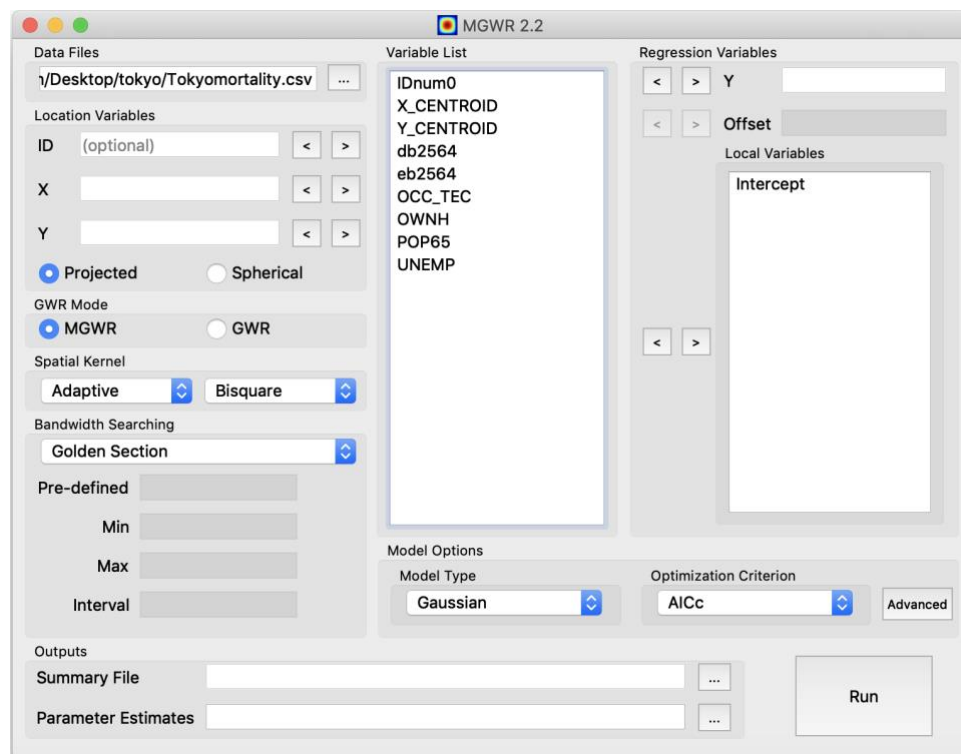 MGWR 2.2
Data Files
ı/Desktop/tokyo/Tokyomortality.csv
...
Location Variables
ID
(optional)
<
>
X
<
>
Y
<
>
Projected
Spherical
GWR Mode
MGWR
GWR
Spatial Kernel
Adaptive
Bisquare
Bandwidth Searching
Golden Section
Pre-defined
Min
Max
Interval
Variable List
IDnum0
X_CENTROID
Y_CENTROID
db2564
eb2564
OCC_TEC
OWNH
POP65
UNEMP
Regression Variables
<
>
Y
<
>
Offset
Local Variables
Intercept
<
>
Model Options
Model Type
Gaussian
Optimization Criterion
AICc
Advanced
Outputs
Summary File
...
Parameter Estimates
...
Run